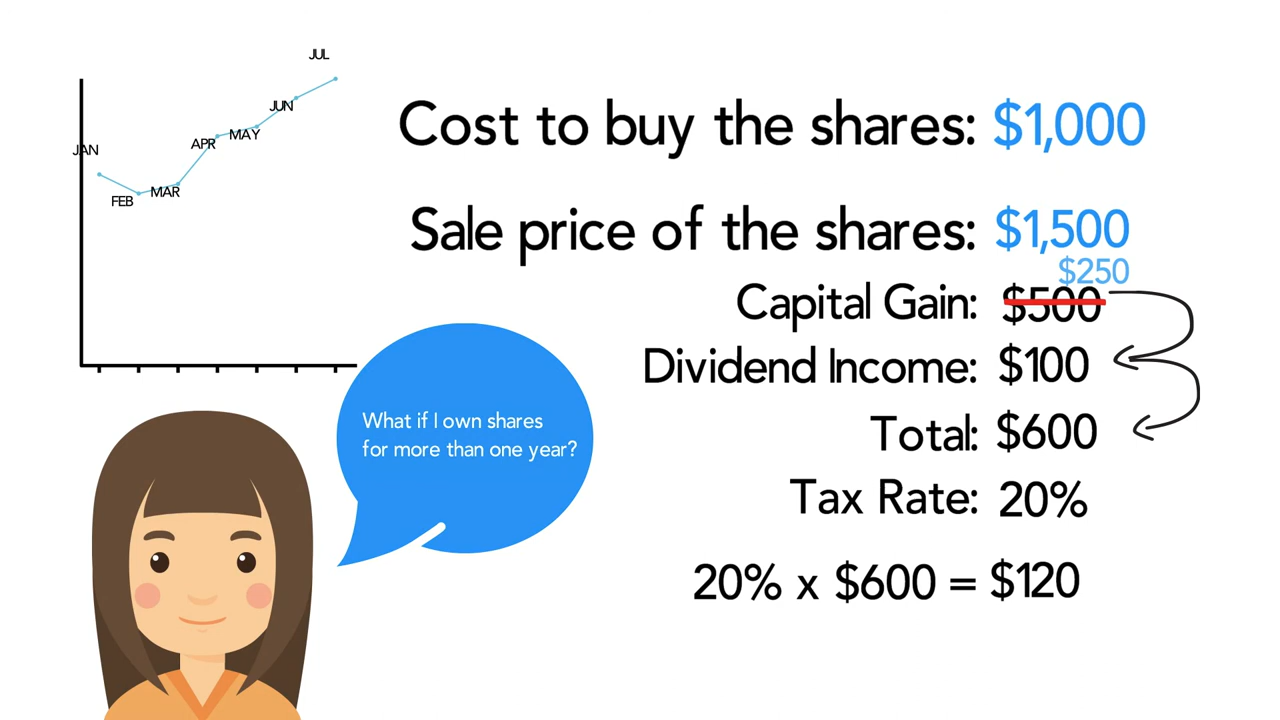 JAN
FEB
MAR
APR
MAY
JUN
JUL
Cost to buy the shares: $1,000
Sale price of the shares: $1,500
$250
Capital Gain: $500
Dividend Income: $100
Total: $600
Tax Rate: 20%
20% x $600 = $120
What if I own shares
for more than one year?